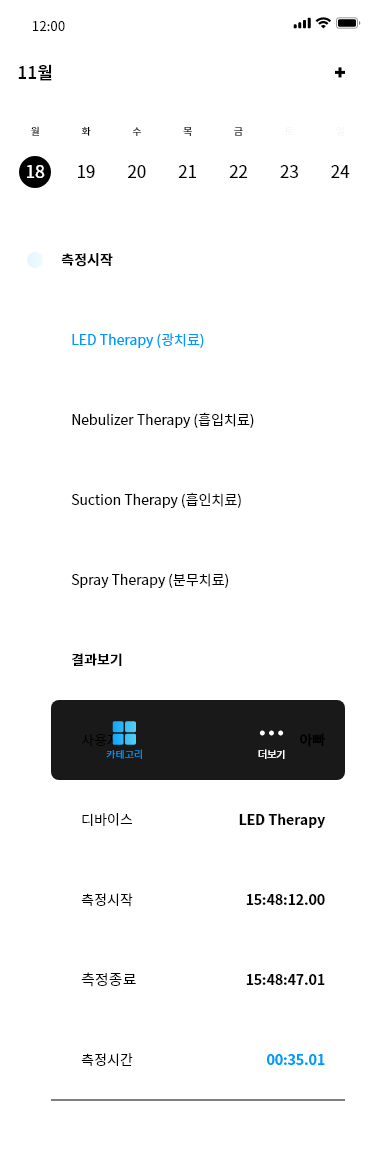 12:00
11월
월 화 수 목 금 토 일
18 19 20 21 22 23 24
측정시작
LED Therapy (광치료)
Nebulizer Therapy (흡입치료)
Suction Therapy (흡인치료)
Spray Therapy (분무치료)
결과보기
사용자 아빠
카테고리 더보기
디바이스 LED Therapy
측정시작 15:48:12.00
측정종료 15:48:47.01
측정시간 00:35.01